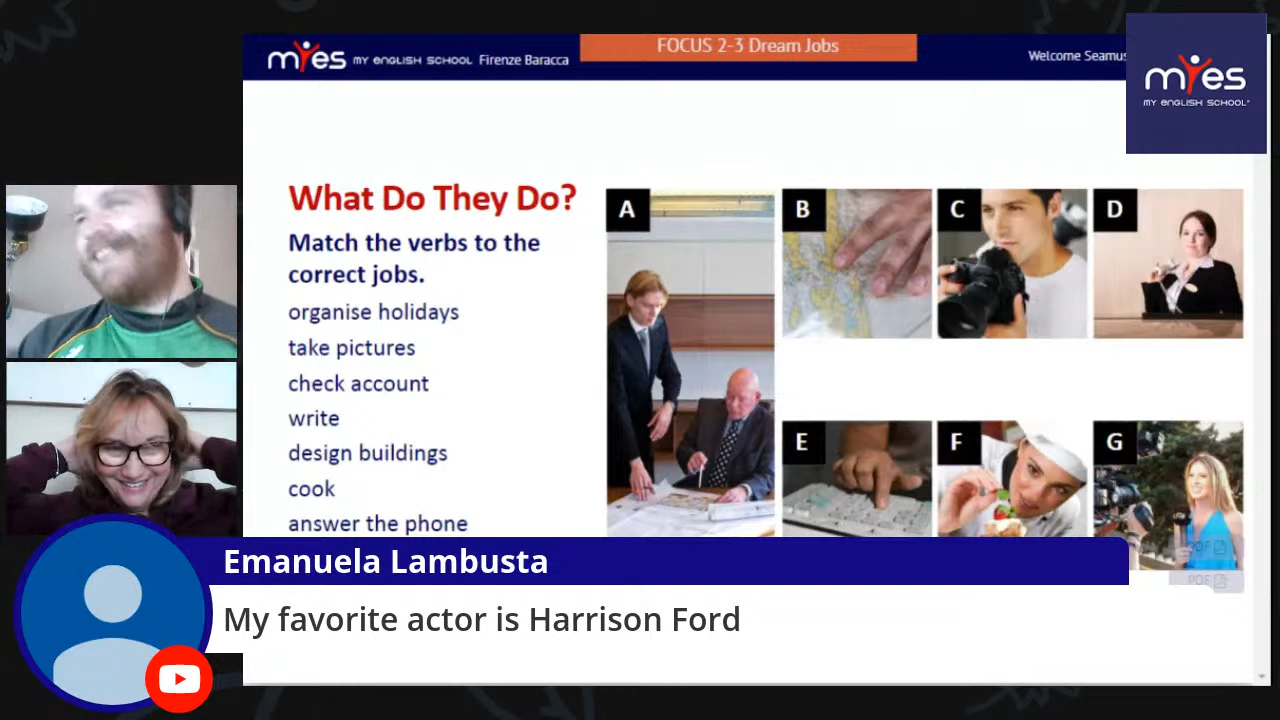 myes MY ENGLISH SCHOOL Firenze Baracca
FOCUS 2-3 Dream Jobs
Welcome Seamus
myes
MY ENGLISH SCHOOL
What Do They Do?
Match the verbs to the
correct jobs.
organise holidays
take pictures
check account
write
design buildings
cook
answer the phone
A
B
C
D
E
F
G
PDF
PDF
Emanuela Lambusta
My favorite actor is Harrison Ford